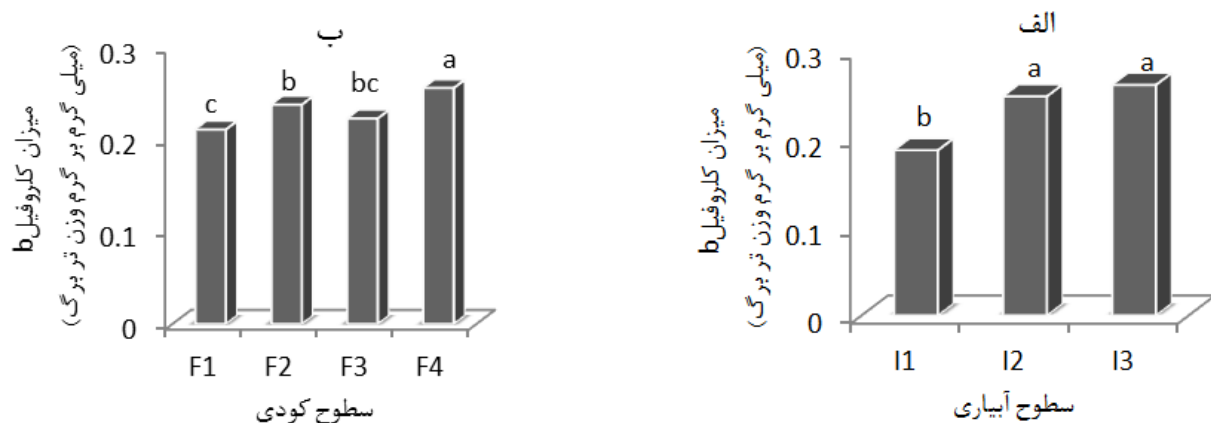 الف
میزان کلروفیل b
(میلی گرم بر گرم وزن تر برگ)
0.3
0.2
0.1
0
b
a
a
I1
I2
I3
سطوح آبیاری
ب
میزان کلروفیل b
(میلی گرم بر گرم وزن تر برگ)
0.3
0.2
0.1
0
c
b
bc
a
F1
F2
F3
F4
سطوح کودی